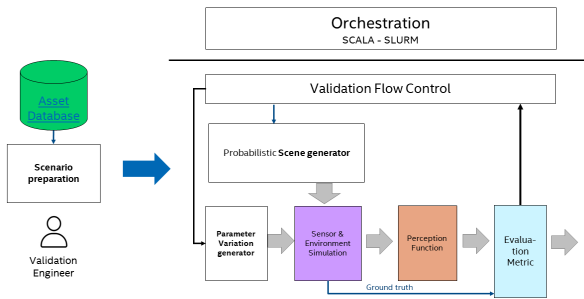 Orchestration
SCALA - SLURM
Asset
Database
Validation Flow Control
Scenario
preparation
Probabilistic Scene generator
Parameter
Variation
generator
Sensor &
Environment
Simulation
Perception
Function
Evalua-
tion
Metric
Validation
Engineer
Ground truth